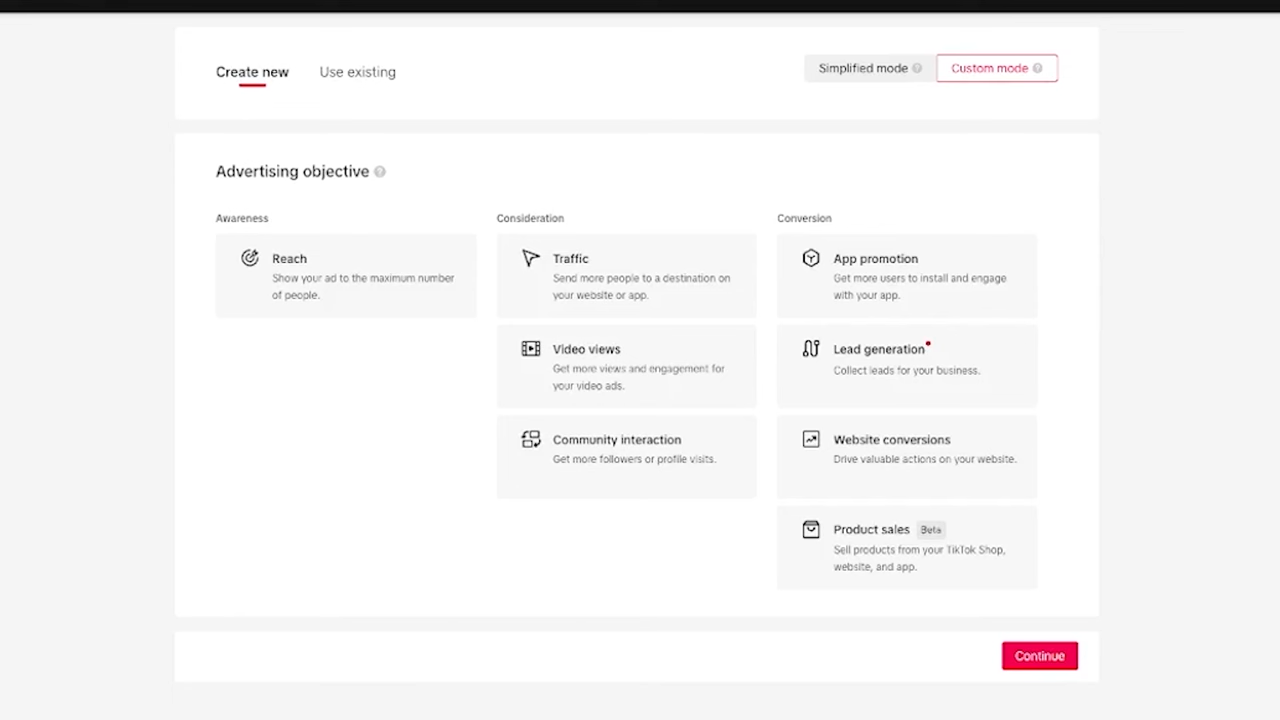 Create new
Use existing
Simplified mode
Custom mode
Advertising objective
Awareness
Reach
Show your ad to the maximum number
of people.
Consideration
Traffic
Send more people to a destination on
your website or app.
Video views
Get more views and engagement for
your video ads.
Community interaction
Get more followers or profile visits.
Conversion
App promotion
Get more users to install and engage
with your app.
Lead generation
Collect leads for your business.
Website conversions
Drive valuable actions on your website.
Product sales Beta
Sell products from your TikTok Shop,
website, and app.
Continue